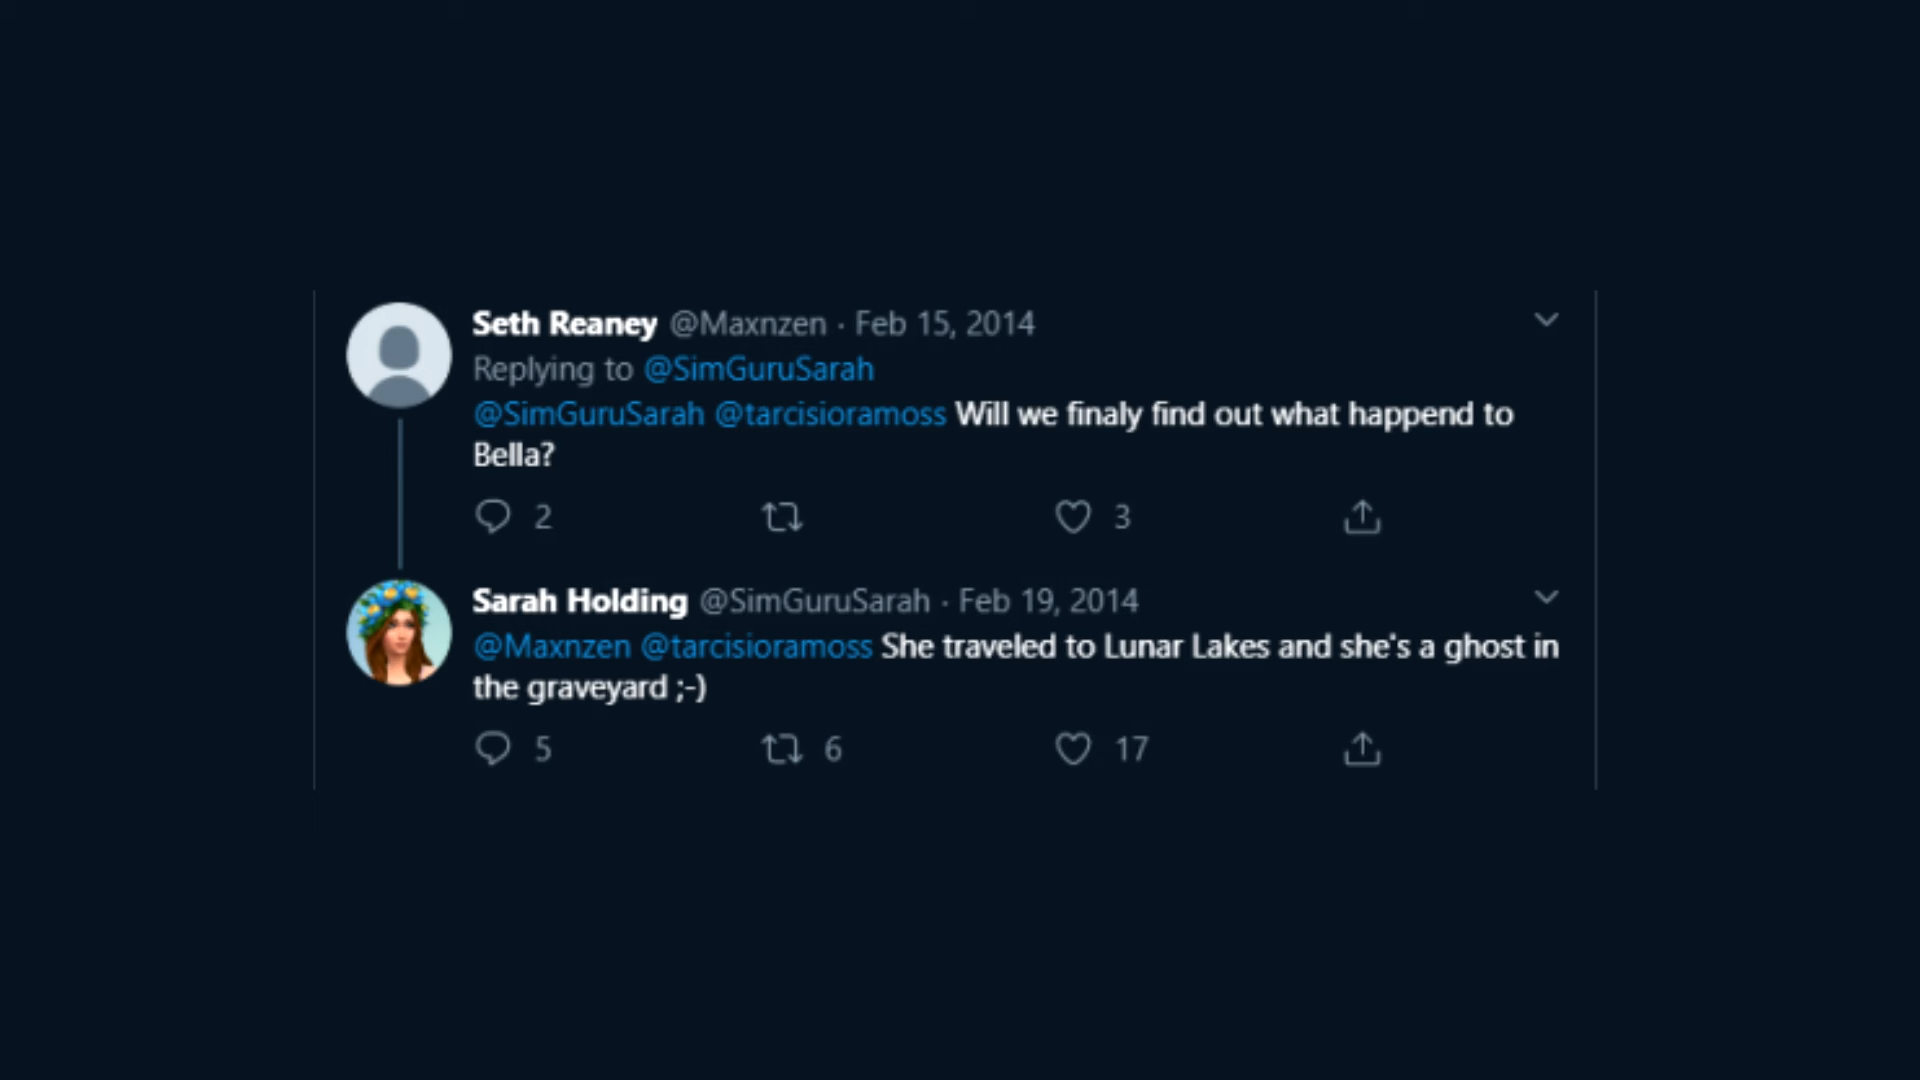 Seth Reaney @Maxnzen · Feb 15, 2014
Replying to @SimGuruSarah
@SimGuruSarah @tarcisioramoss Will we finaly find out what happend to
Bella?
2 3
Sarah Holding @SimGuruSarah · Feb 19, 2014
@Maxnzen @tarcisioramoss She traveled to Lunar Lakes and she's a ghost in
the graveyard ;-)
5 6 17